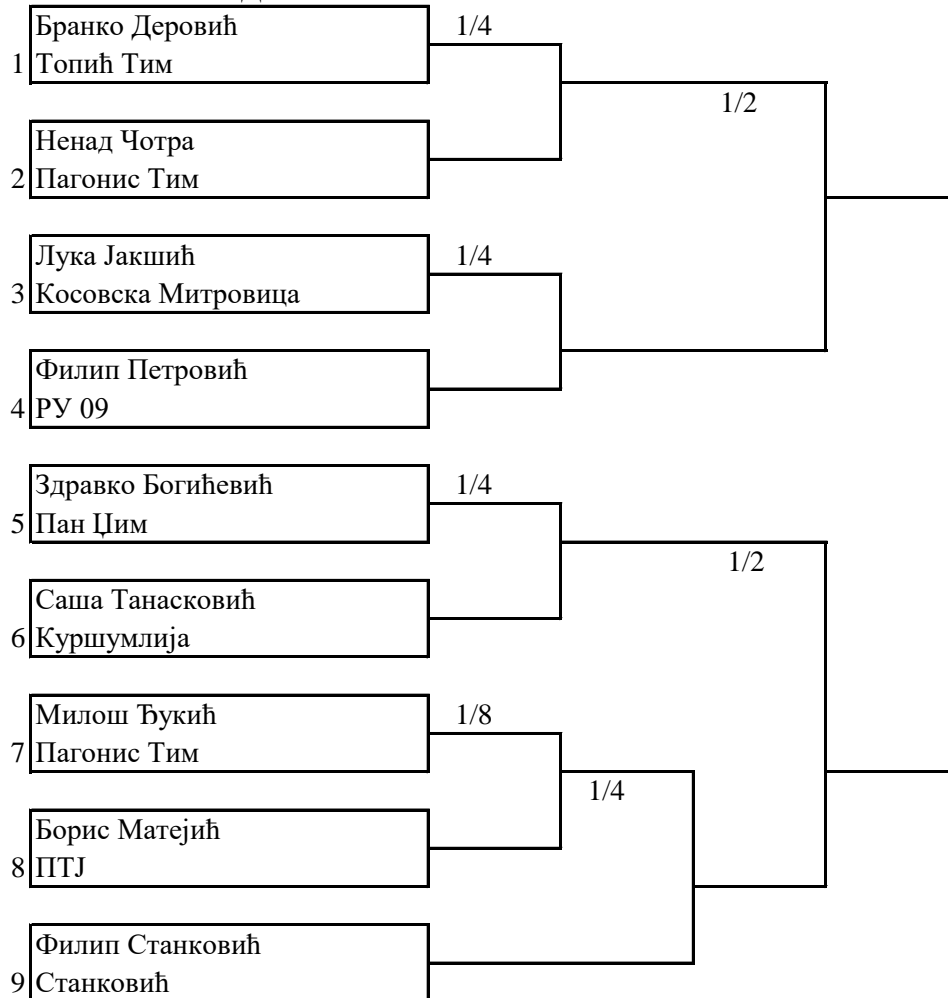 Бранко Деровић 1/4
1 Топић Тим
1/2
Ненад Чотра
2 Пагонис Тим
Лука Јакшић 1/4
3 Косовска Митровица
Филип Петровић
4 РУ 09
Здравко Богићевић 1/4
5 Пан Џим
1/2
Саша Танасковић
6 Куршумлија
Милош Ђукић 1/8
7 Пагонис Тим
1/4
Борис Матејић
8 ПТЈ
Филип Станковић
9 Станковић